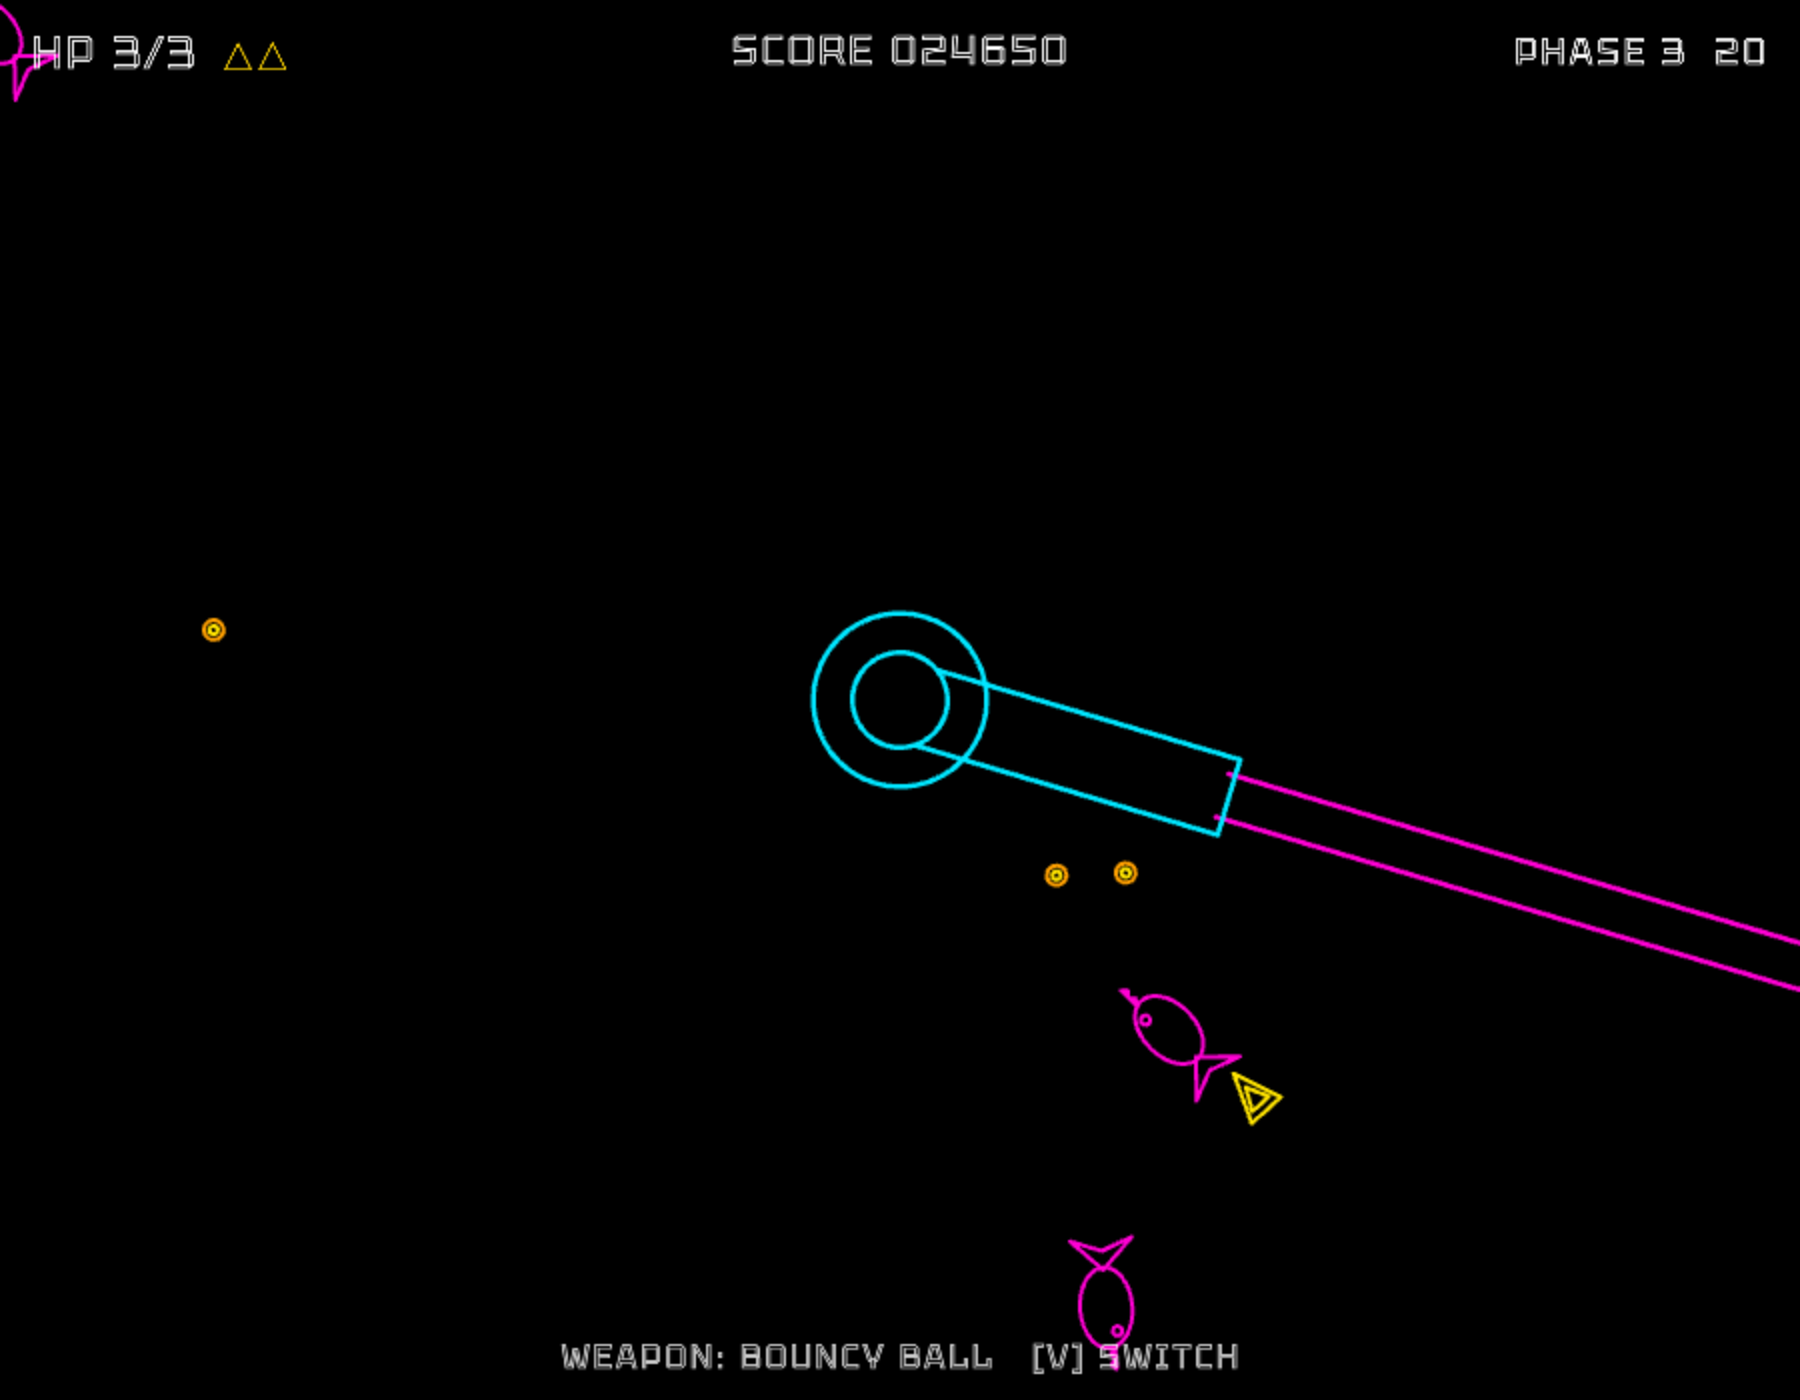 HP 3/3 △△
SCORE 024650
PHASE 3 20
WEAPON: BOUNCY BALL [V] SWITCH